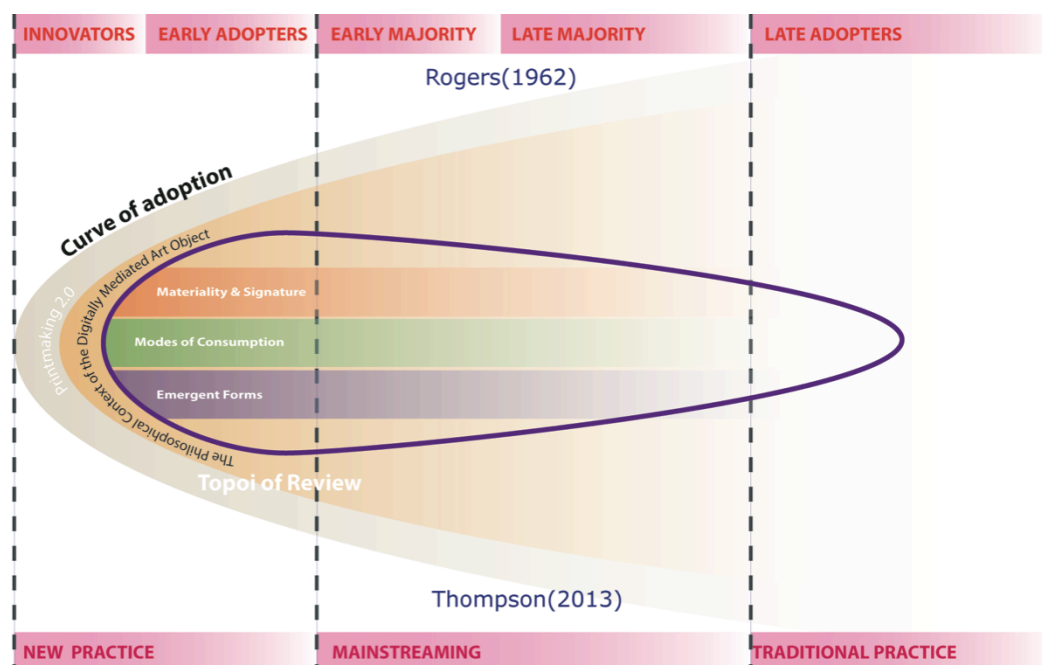 INNOVATORS
EARLY ADOPTERS
EARLY MAJORITY
LATE MAJORITY
LATE ADOPTERS
Rogers(1962)
Curve of adoption
Printmaking 2.0
The Philosophical Context of the Digitally Mediated Art Object
Materiality & Signature
Modes of Consumption
Emergent Forms
Topoi of Review
Thompson(2013)
NEW PRACTICE
MAINSTREAMING
TRADITIONAL PRACTICE